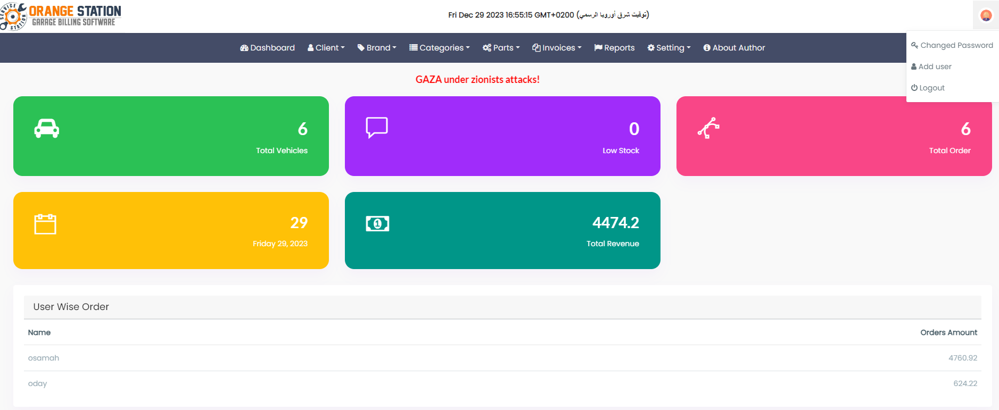 SERVICE STATION
ORANGE STATION
GARAGE BILLING SOFTWARE
Fri Dec 29 2023 16:55:15 GMT+0200 (توقيت شرق أوروبا الرسمي)
Dashboard Client Brand Categories Parts Invoices Reports Setting About Author
Changed Password
Add user
Logout
GAZA under zionists attacks!
6
Total Vehicles
0
Low Stock
6
Total Order
29
Friday 29, 2023
1
4474.2
Total Revenue
User Wise Order
Name Orders Amount
osamah 4760.92
oday 624.22